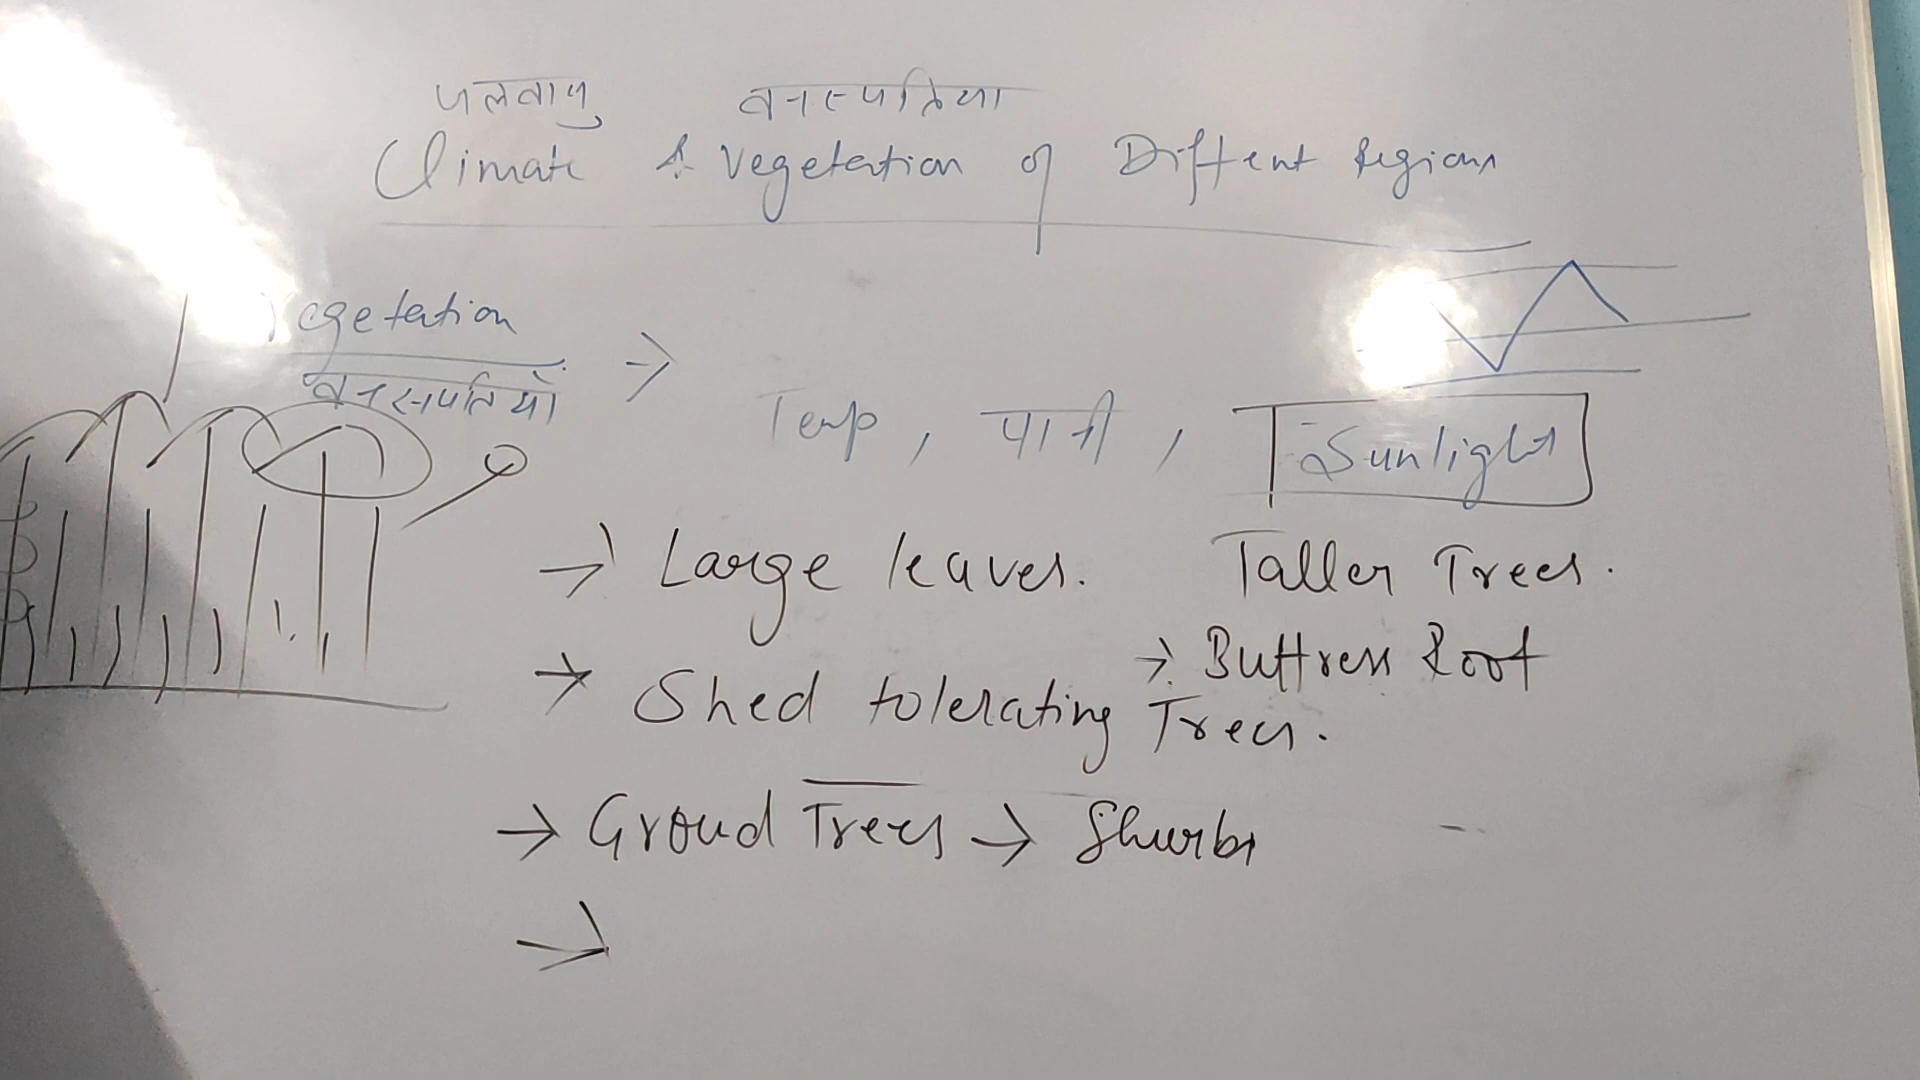 जलवायु वनस्पतिया
Climate & Vegetation of Diffent Regions
Vegetation
वनस्पतियाँ
Temp, पानी, Sunlight
→ Large leaves. Taller Trees.
→ Buttress Root
→ Shed tolerating Trees.
→ Groud Trees → Shurbs
→